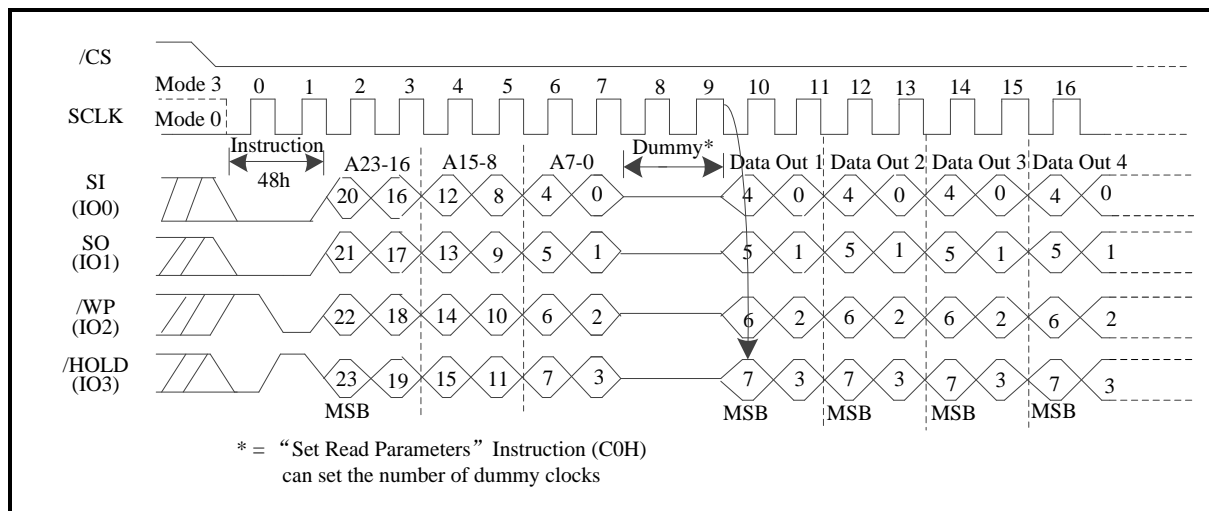 /CS
Mode 3 0 1 2 3 4 5 6 7 8 9 10 11 12 13 14 15 16
SCLK Mode 0
Instruction A23-16 A15-8 A7-0 Dummy* Data Out 1 Data Out 2 Data Out 3 Data Out 4
48h
SI 20 16 12 8 4 0 4 0 4 0 4 0 4 0
(IO0)
SO 21 17 13 9 5 1 5 1 5 1 5 1 5 1
(IO1)
/WP 22 18 14 10 6 2 6 2 6 2 6 2 6 2
(IO2)
/HOLD 23 19 15 11 7 3 7 3 7 3 7 3 7 3
(IO3)
MSB MSB MSB MSB MSB
* = “Set Read Parameters” Instruction (C0H)
can set the number of dummy clocks